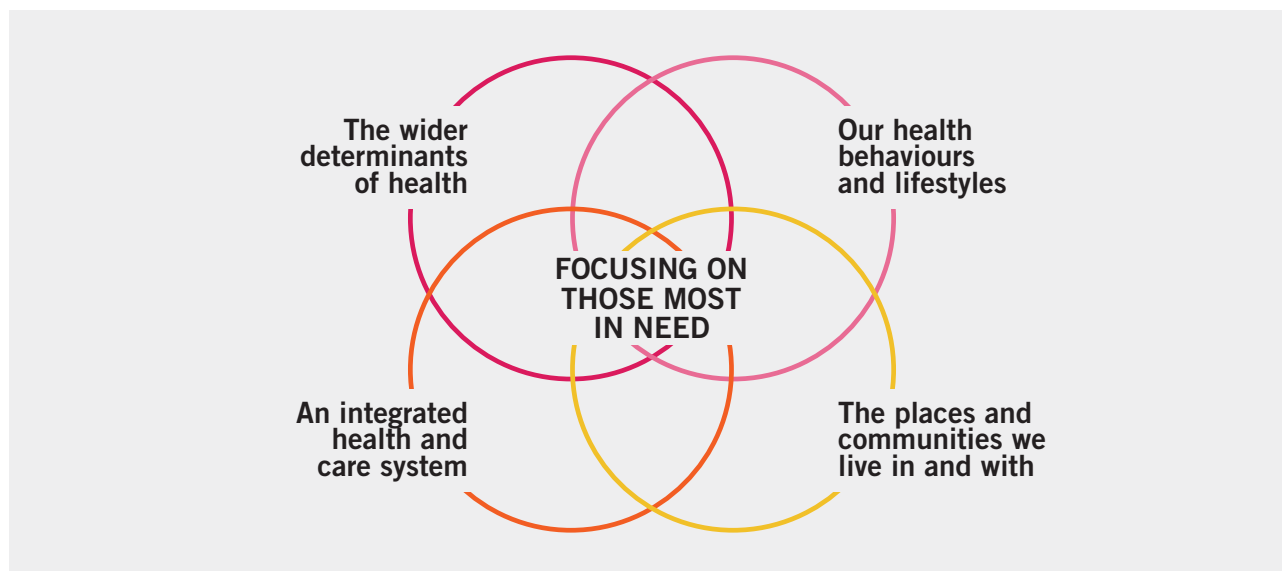 The wider
determinants
of health
Our health
behaviours
and lifestyles
FOCUSING ON
THOSE MOST
IN NEED
An integrated
health and
care system
The places and
communities we
live in and with